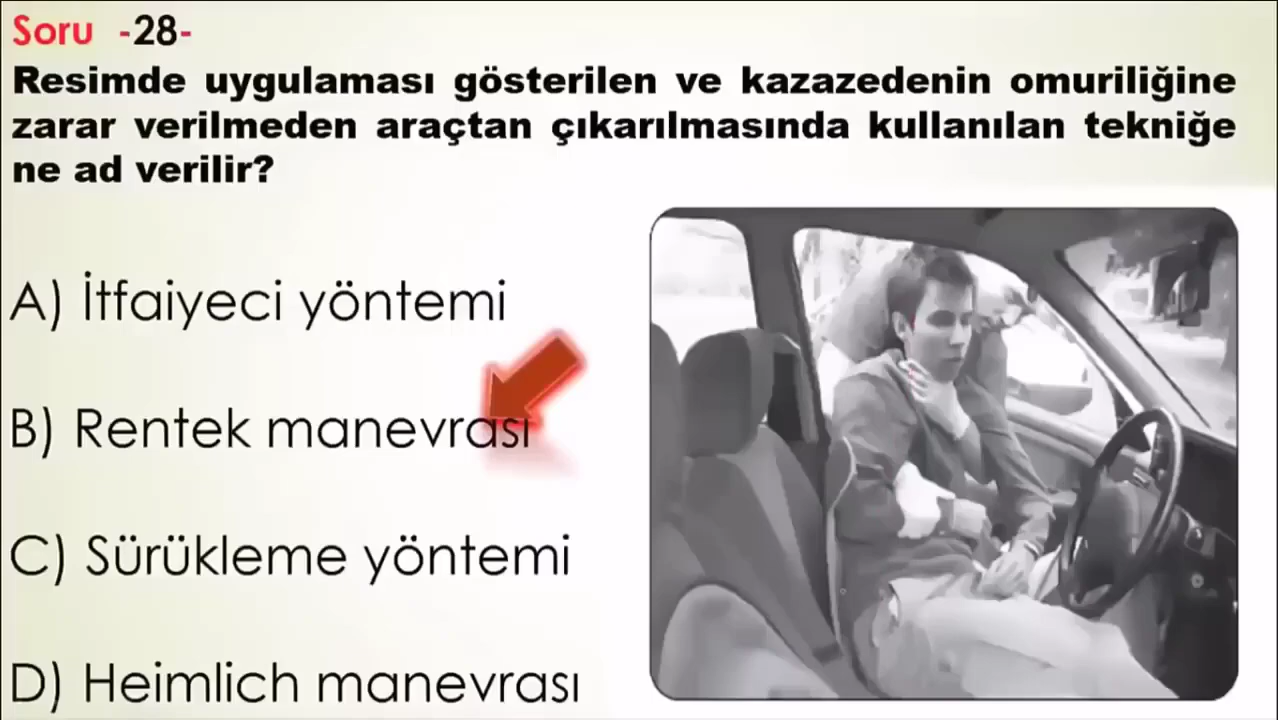 Soru -28-
Resimde uygulaması gösterilen ve kazazedenin omuriliğine
zarar verilmeden araçtan çıkarılmasında kullanılan tekniğe
ne ad verilir?
A) İtfaiyeci yöntemi
B) Rentek manevrası
C) Sürükleme yöntemi
D) Heimlich manevrası